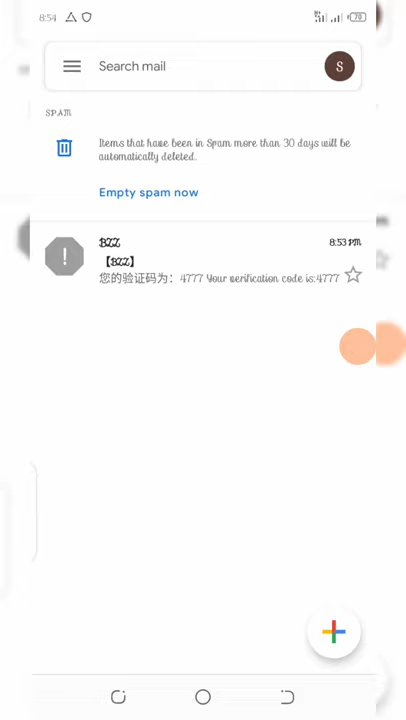 8:54
70
Search mail
S
SPAM
Items that have been in Spam more than 30 days will be
automatically deleted.
Empty spam now
BZZ
8:53 PM
【BZZ】
您的验证码为：4777 Your verification code is:4777